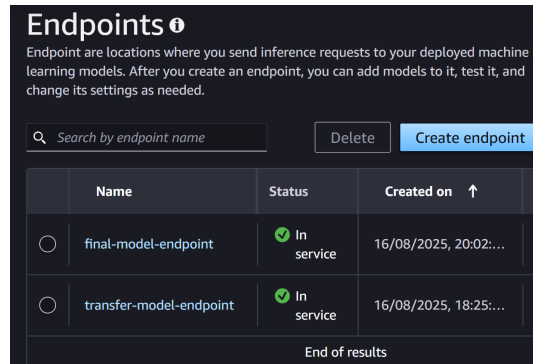 Endpoints
Endpoint are locations where you send inference requests to your deployed machine
learning models. After you create an endpoint, you can add models to it, test it, and
change its settings as needed.
Search by endpoint name
Delete
Create endpoint
Name
Status
Created on ↑
final-model-endpoint
In
service
16/08/2025, 20:02:...
transfer-model-endpoint
In
service
16/08/2025, 18:25:...
End of results